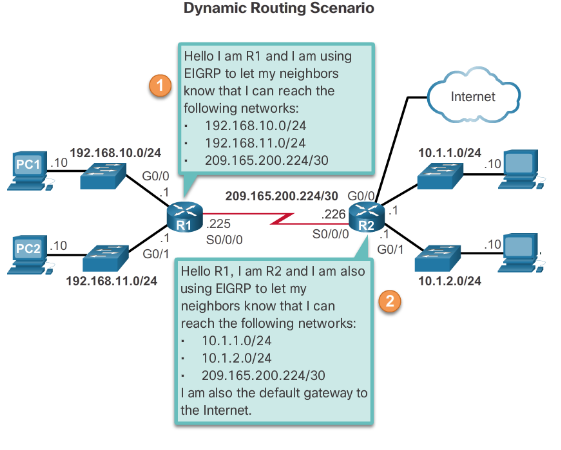 Dynamic Routing Scenario
1
Hello I am R1 and I am using
EIGRP to let my neighbors
know that I can reach the
following networks:
• 192.168.10.0/24
• 192.168.11.0/24
• 209.165.200.224/30
Internet
PC1
.10
192.168.10.0/24
G0/0
.1
R1
.225
S0/0/0
209.165.200.224/30
G0/0
.226
S0/0/0
R2
.1
10.1.1.0/24
.10
PC2
.10
192.168.11.0/24
.1
G0/1
.1
G0/1
.10
10.1.2.0/24
Hello R1, I am R2 and I am also
using EIGRP to let my
neighbors know that I can
reach the following networks:
• 10.1.1.0/24
• 10.1.2.0/24
• 209.165.200.224/30
I am also the default gateway to
the Internet.
2